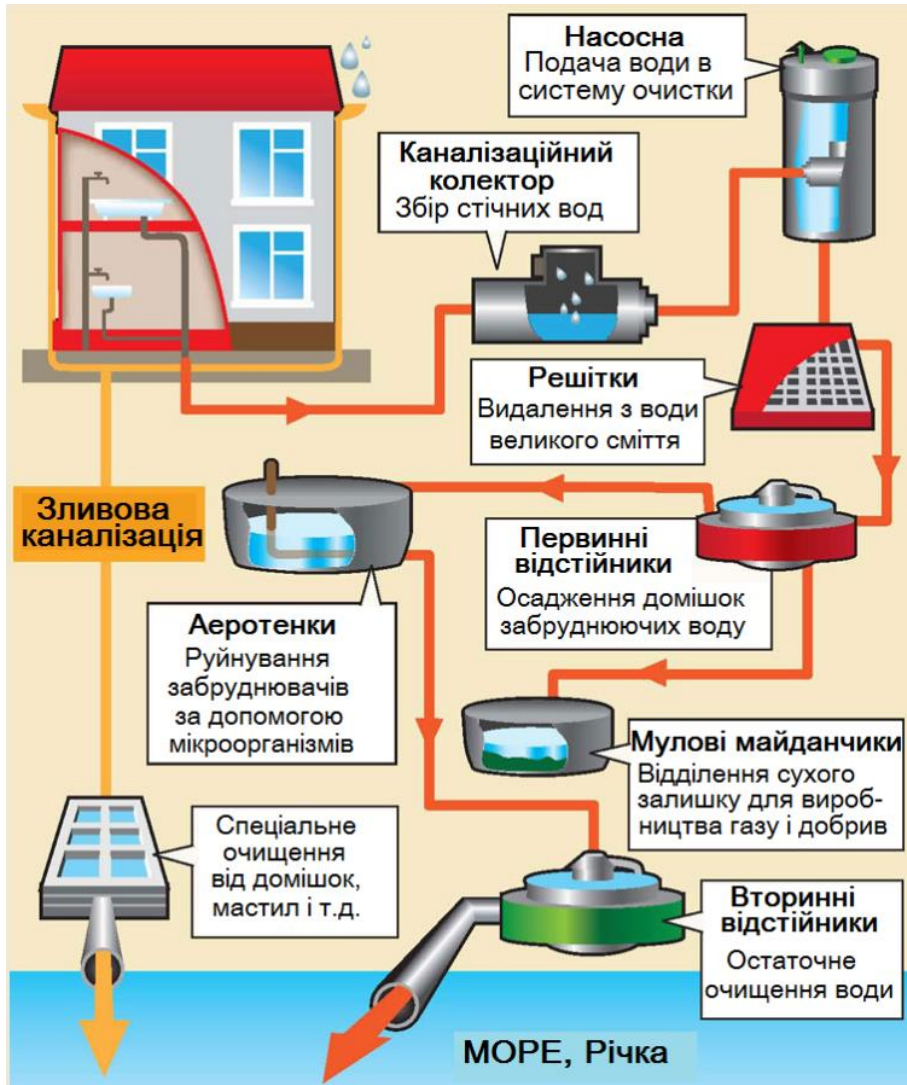 Насосна
Подача води в
систему очистки
Каналізаційний
колектор
Збір стічних вод
Решітки
Видалення з води
великого сміття
Зливова
каналізація
Первинні
відстійники
Осадження домішок
забруднюючих воду
Аеротенки
Руйнування
забруднювачів
за допомогою
мікроорганізмів
Мулові майданчики
Відділення сухого
залишку для вироб-
ництва газу і добрив
Спеціальне
очищення
від домішок,
мастил і т.д.
Вторинні
відстійники
Остаточне
очищення води
МОРЕ, Річка